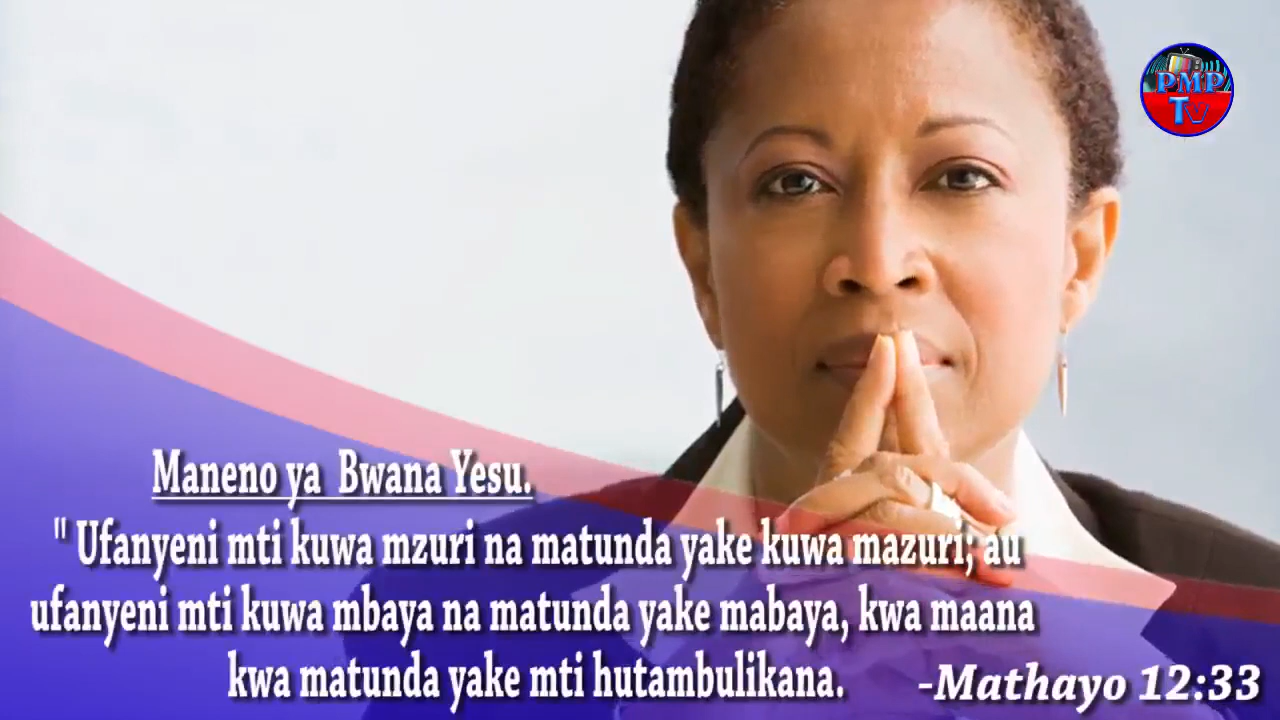 PMP
TV
Maneno ya Bwana Yesu.
" Ufanyeni mti kuwa mzuri na matunda yake kuwa mazuri; au
ufanyeni mti kuwa mbaya na matunda yake mabaya, kwa maana
kwa matunda yake mti hutambulikana.
-Mathayo 12:33